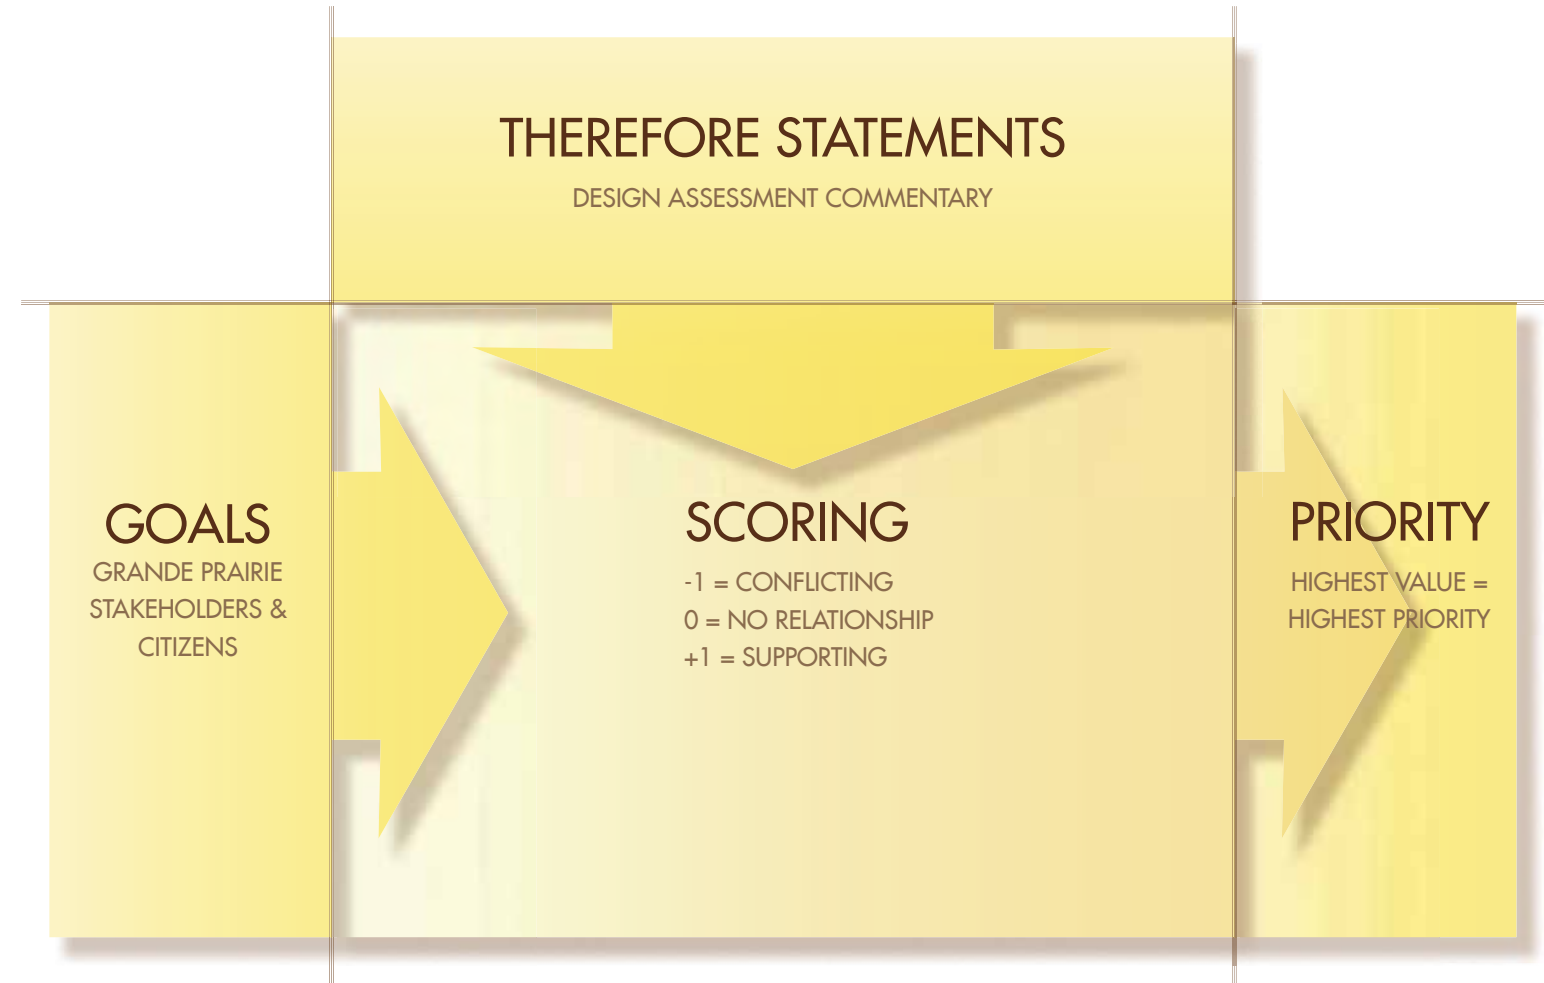 THEREFORE STATEMENTS
DESIGN ASSESSMENT COMMENTARY
GOALS
GRANDE PRAIRIE
STAKEHOLDERS &
CITIZENS
SCORING
-1 = CONFLICTING
0 = NO RELATIONSHIP
+1 = SUPPORTING
PRIORITY
HIGHEST VALUE =
HIGHEST PRIORITY